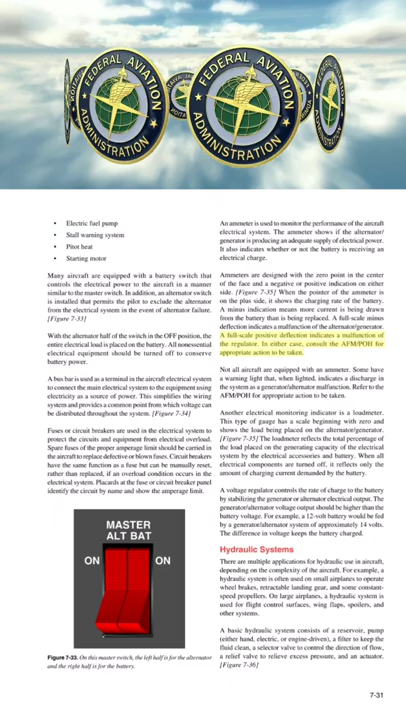 FEDERAL AVIATION
ADMINISTRATION
FEDERAL AVIATION
ADMINISTRATION
• Electric fuel pump
• Stall warning system
• Pitot heat
• Starting motor
Many aircraft are equipped with a battery switch that
controls the electrical power to the aircraft in a manner
similar to the master switch. In addition, an alternator switch
is installed that permits the pilot to exclude the alternator
from the electrical system in the event of alternator failure.
[Figure 7-33]
With the alternator half of the switch in the OFF position, the
entire electrical load is placed on the battery. All nonessential
electrical equipment should be turned off to conserve
battery power.
A bus bar is used as a terminal in the aircraft electrical system
to connect the main electrical system to the equipment using
electricity as a source of power. This simplifies the wiring
system and provides a common point from which voltage can
be distributed throughout the system. [Figure 7-34]
Fuses or circuit breakers are used in the electrical system to
protect the circuits and equipment from electrical overload.
Spare fuses of the proper amperage limit should be carried in
the aircraft to replace defective or blown fuses. Circuit breakers
have the same function as a fuse but can be manually reset,
rather than replaced, if an overload condition occurs in the
electrical system. Placards at the fuse or circuit breaker panel
identify the circuit by name and show the amperage limit.
MASTER
ALT BAT
ON ON
Figure 7-33. On this master switch, the left half is for the alternator
and the right half is for the battery.
An ammeter is used to monitor the performance of the aircraft
electrical system. The ammeter shows if the alternator/
generator is producing an adequate supply of electrical power.
It also indicates whether or not the battery is receiving an
electrical charge.
Ammeters are designed with the zero point in the center
of the face and a negative or positive indication on either
side. [Figure 7-35] When the pointer of the ammeter is
on the plus side, it shows the charging rate of the battery.
A minus indication means more current is being drawn
from the battery than is being replaced. A full-scale minus
deflection indicates a malfunction of the alternator/generator.
A full-scale positive deflection indicates a malfunction of
the regulator. In either case, consult the AFM/POH for
appropriate action to be taken.
Not all aircraft are equipped with an ammeter. Some have
a warning light that, when lighted, indicates a discharge in
the system as a generator/alternator malfunction. Refer to the
AFM/POH for appropriate action to be taken.
Another electrical monitoring indicator is a loadmeter.
This type of gauge has a scale beginning with zero and
shows the load being placed on the alternator/generator.
[Figure 7-35] The loadmeter reflects the total percentage of
the load placed on the generating capacity of the electrical
system by the electrical accessories and battery. When all
electrical components are turned off, it reflects only the
amount of charging current demanded by the battery.
A voltage regulator controls the rate of charge to the battery
by stabilizing the generator or alternator electrical output. The
generator/alternator voltage output should be higher than the
battery voltage. For example, a 12-volt battery would be fed
by a generator/alternator system of approximately 14 volts.
The difference in voltage keeps the battery charged.
Hydraulic Systems
There are multiple applications for hydraulic use in aircraft,
depending on the complexity of the aircraft. For example, a
hydraulic system is often used on small airplanes to operate
wheel brakes, retractable landing gear, and some constant-
speed propellers. On large airplanes, a hydraulic system is
used for flight control surfaces, wing flaps, spoilers, and
other systems.
A basic hydraulic system consists of a reservoir, pump
(either hand, electric, or engine-driven), a filter to keep the
fluid clean, a selector valve to control the direction of flow,
a relief valve to relieve excess pressure, and an actuator.
[Figure 7-36]
7-31